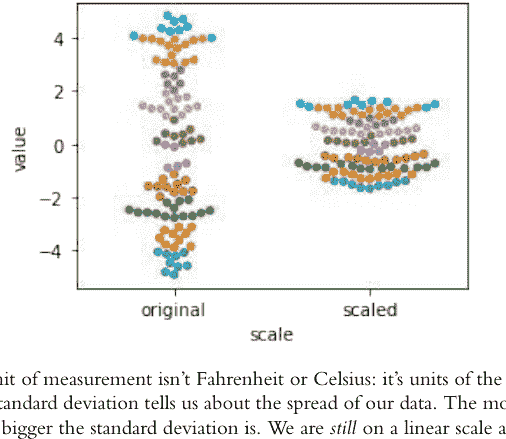 4
2
0
−2
−4
value
original
scaled
scale
nit of measurement isn’t Fahrenheit or Celsius: it’s units of the
tandard deviation tells us about the spread of our data. The mo
bigger the standard deviation is. We are still on a linear scale a